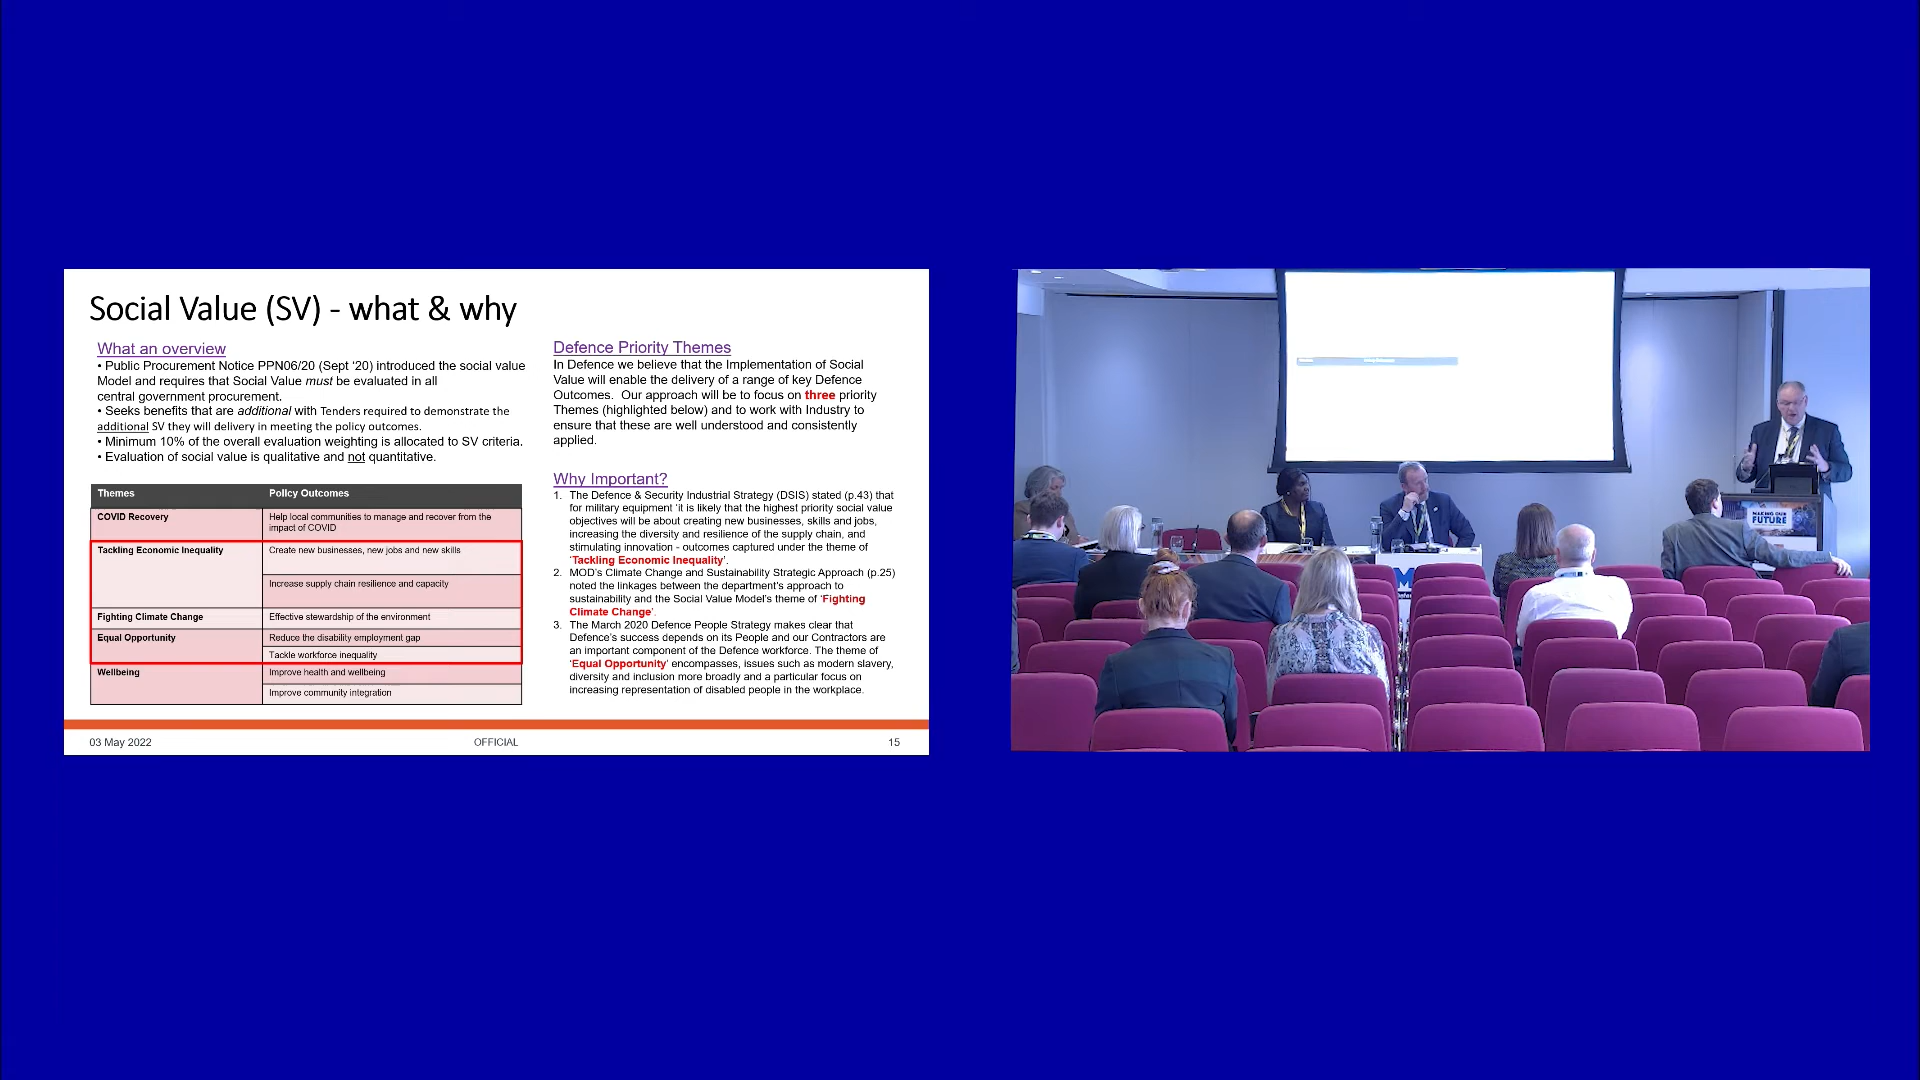 Social Value (SV) - what & why
What an overview
• Public Procurement Notice PPN06/20 (Sept ‘20) introduced the social value
Model and requires that Social Value must be evaluated in all
central government procurement.
• Seeks benefits that are additional with Tenders required to demonstrate the
additional SV they will delivery in meeting the policy outcomes.
• Minimum 10% of the overall evaluation weighting is allocated to SV criteria.
• Evaluation of social value is qualitative and not quantitative.
Themes Policy Outcomes
COVID Recovery Help local communities to manage and recover from the
impact of COVID
Tackling Economic Inequality Create new businesses, new jobs and new skills
Increase supply chain resilience and capacity
Fighting Climate Change Effective stewardship of the environment
Equal Opportunity Reduce the disability employment gap
Tackle workforce inequality
Wellbeing Improve health and wellbeing
Improve community integration
Defence Priority Themes
In Defence we believe that the Implementation of Social
Value will enable the delivery of a range of key Defence
Outcomes. Our approach will be to focus on three priority
Themes (highlighted below) and to work with Industry to
ensure that these are well understood and consistently
applied.
Why Important?
1. The Defence & Security Industrial Strategy (DSIS) stated (p.43) that
for military equipment ‘it is likely that the highest priority social value
objectives will be about creating new businesses, skills and jobs,
increasing the diversity and resilience of the supply chain, and
stimulating innovation - outcomes captured under the theme of
‘Tackling Economic Inequality’.
2. MOD’s Climate Change and Sustainability Strategic Approach (p.25)
noted the linkages between the department’s approach to
sustainability and the Social Value Model’s theme of ‘Fighting
Climate Change’.
3. The March 2020 Defence People Strategy makes clear that
Defence’s success depends on its People and our Contractors are
an important component of the Defence workforce. The theme of
‘Equal Opportunity’ encompasses, issues such as modern slavery,
diversity and inclusion more broadly and a particular focus on
increasing representation of disabled people in the workplace.
03 May 2022 OFFICIAL 15
MAKING OUR
FUTURE